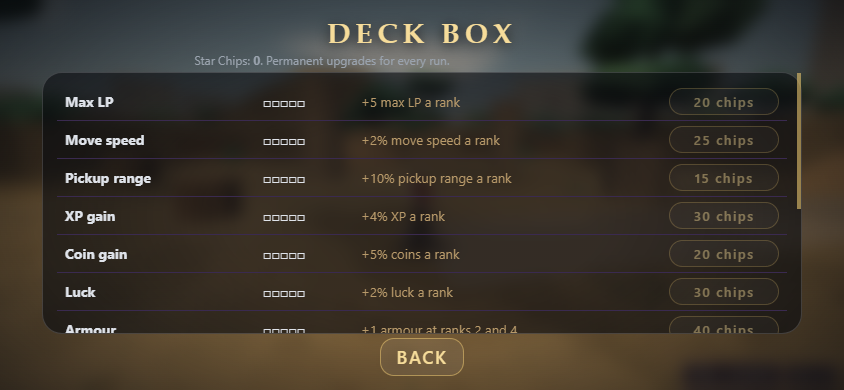 DECK BOX
Star Chips: 0. Permanent upgrades for every run.
Max LP □□□□□ +5 max LP a rank 20 chips
Move speed □□□□□ +2% move speed a rank 25 chips
Pickup range □□□□□ +10% pickup range a rank 15 chips
XP gain □□□□□ +4% XP a rank 30 chips
Coin gain □□□□□ +5% coins a rank 20 chips
Luck □□□□□ +2% luck a rank 30 chips
Armour □□□□□ +1 armour at ranks 2 and 4 40 chips
BACK